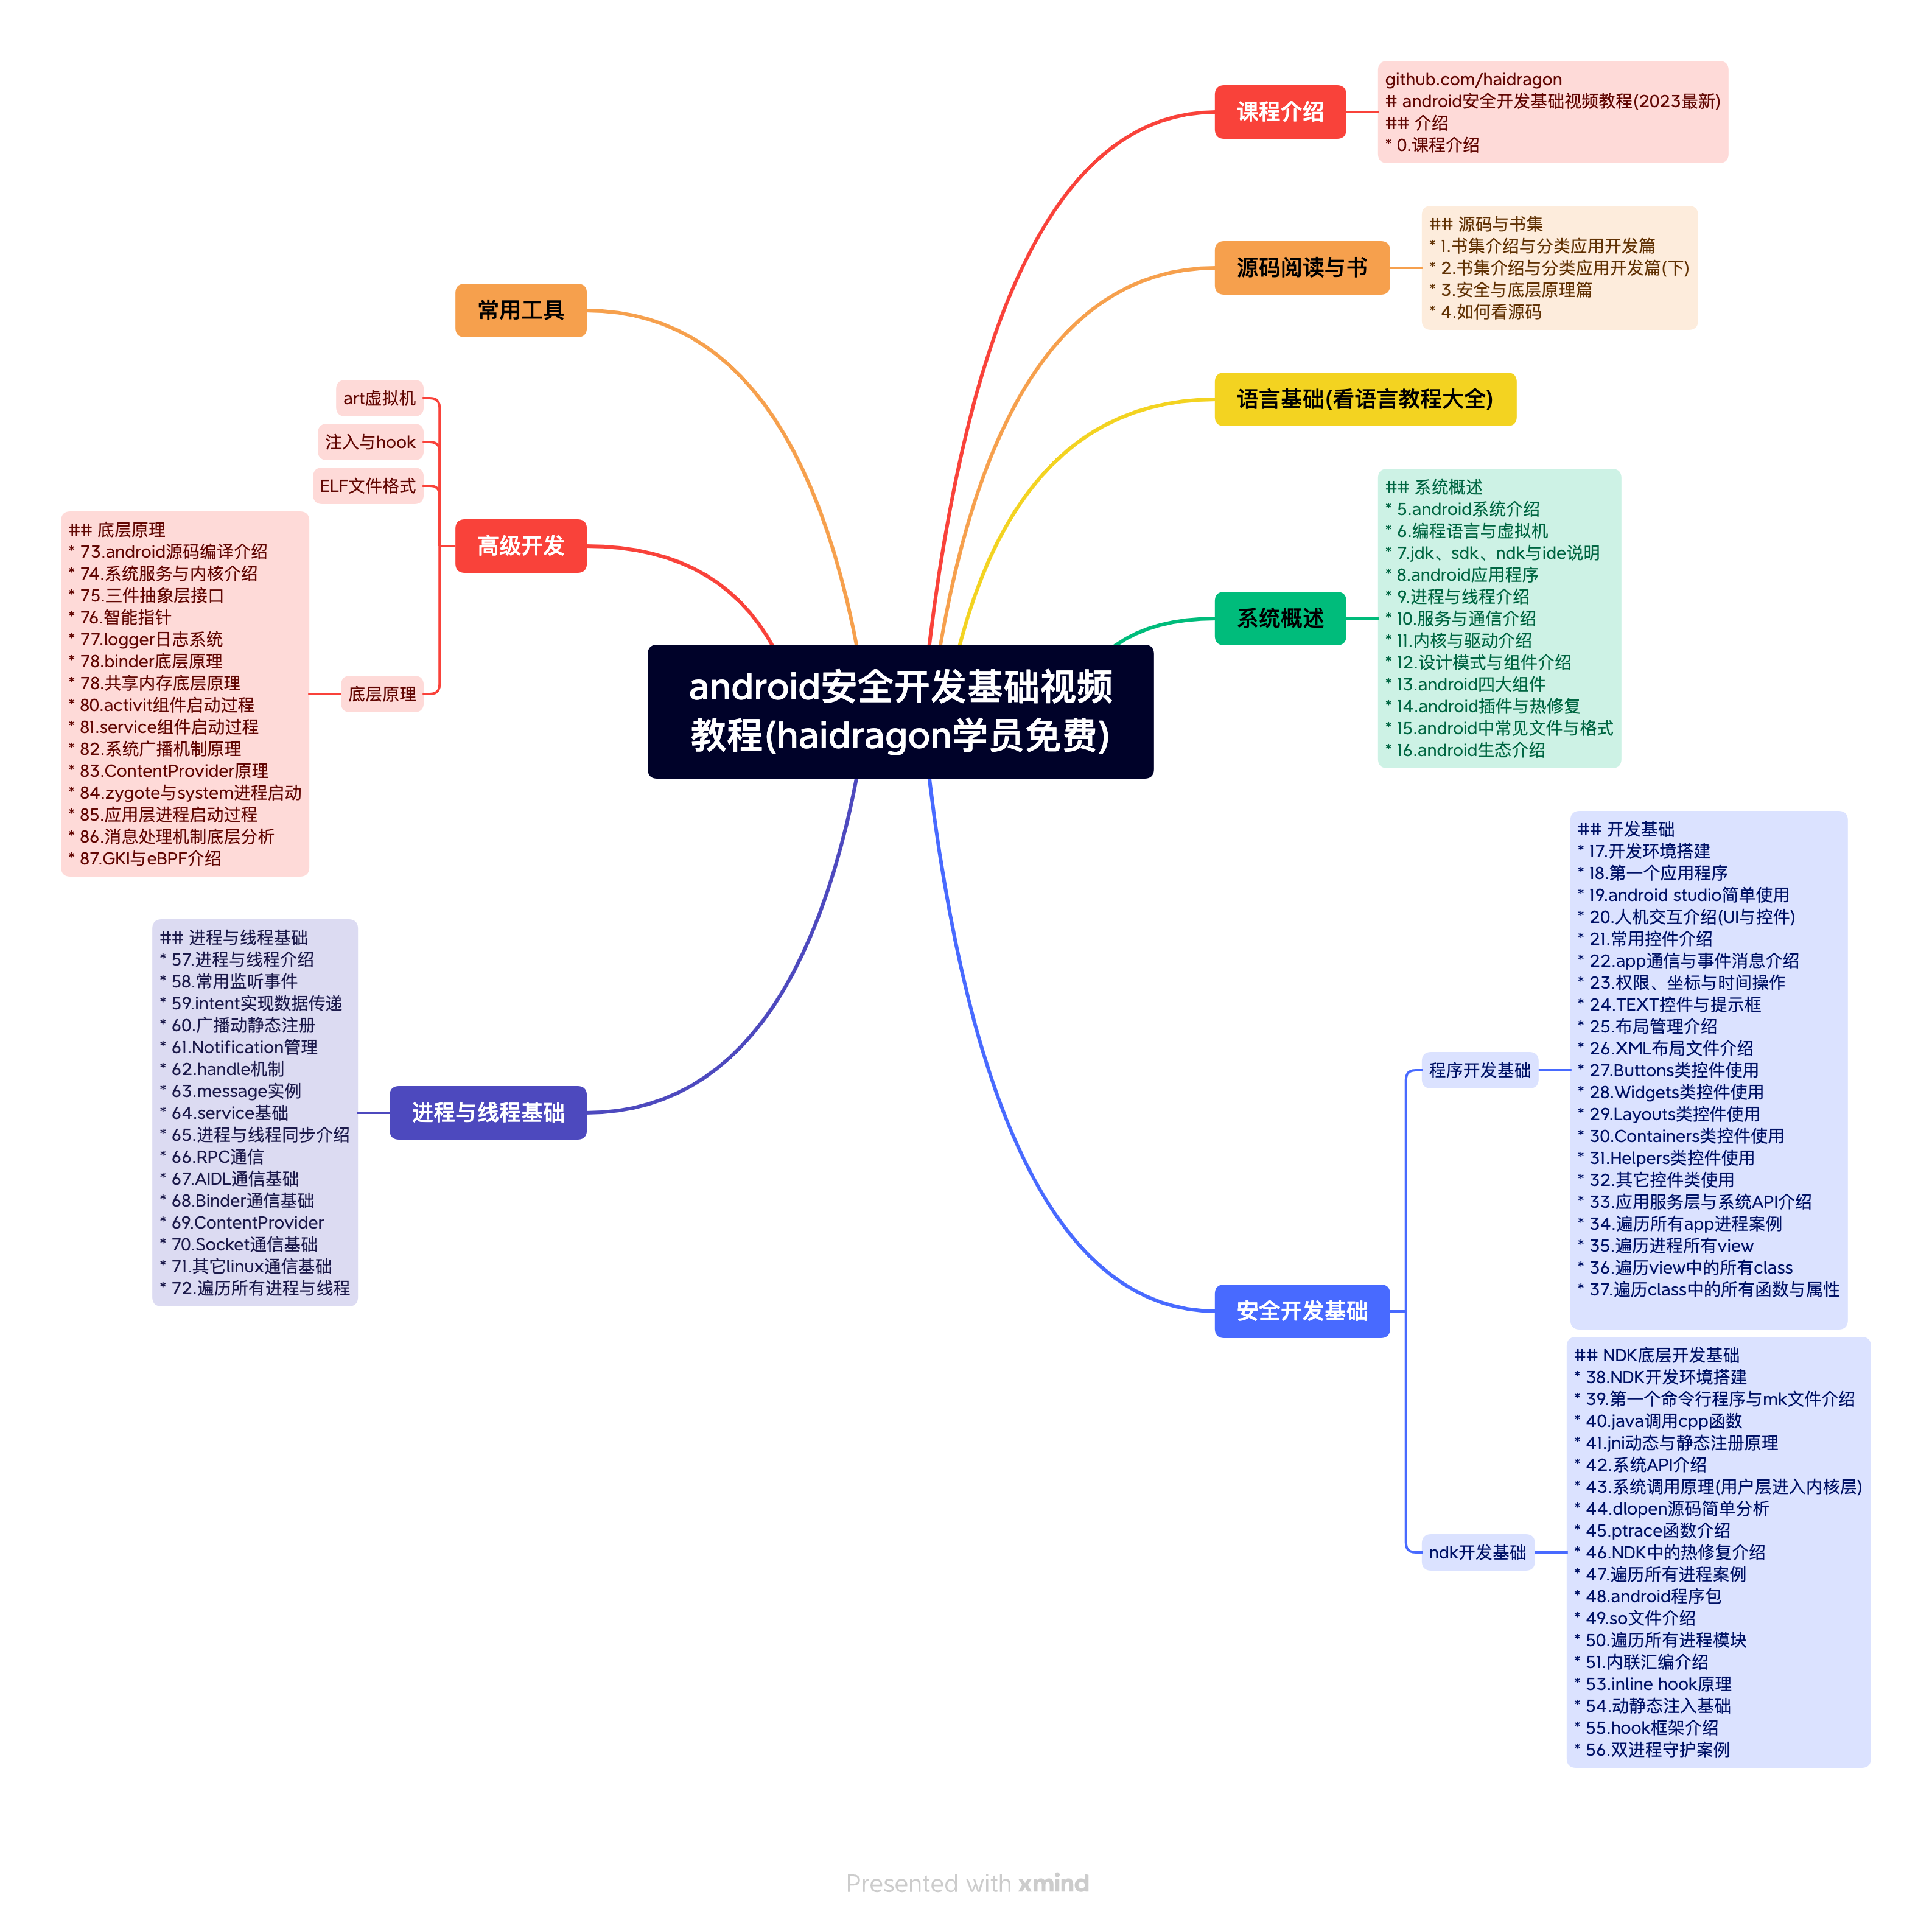 android安全开发基础视频
教程(haidragon学员免费)
课程介绍
github.com/haidragon
# android安全开发基础视频教程(2023最新)
## 介绍
* 0.课程介绍
源码阅读与书
## 源码与书集
* 1.书集介绍与分类应用开发篇
* 2.书集介绍与分类应用开发篇(下)
* 3.安全与底层原理篇
* 4.如何看源码
语言基础(看语言教程大全)
系统概述
## 系统概述
* 5.android系统介绍
* 6.编程语言与虚拟机
* 7.jdk、sdk、ndk与ide说明
* 8.android应用程序
* 9.进程与线程介绍
* 10.服务与通信介绍
* 11.内核与驱动介绍
* 12.设计模式与组件介绍
* 13.android四大组件
* 14.android插件与热修复
* 15.android中常见文件与格式
* 16.android生态介绍
安全开发基础
程序开发基础
## 开发基础
* 17.开发环境搭建
* 18.第一个应用程序
* 19.android studio简单使用
* 20.人机交互介绍(UI与控件)
* 21.常用控件介绍
* 22.app通信与事件消息介绍
* 23.权限、坐标与时间操作
* 24.TEXT控件与提示框
* 25.布局管理介绍
* 26.XML布局文件介绍
* 27.Buttons类控件使用
* 28.Widgets类控件使用
* 29.Layouts类控件使用
* 30.Containers类控件使用
* 31.Helpers类控件使用
* 32.其它控件类使用
* 33.应用服务层与系统API介绍
* 34.遍历所有app进程案例
* 35.遍历进程所有view
* 36.遍历view中的所有class
* 37.遍历class中的所有函数与属性
ndk开发基础
## NDK底层开发基础
* 38.NDK开发环境搭建
* 39.第一个命令行程序与mk文件介绍
* 40.java调用cpp函数
* 41.jni动态与静态注册原理
* 42.系统API介绍
* 43.系统调用原理(用户层进入内核层)
* 44.dlopen源码简单分析
* 45.ptrace函数介绍
* 46.NDK中的热修复介绍
* 47.遍历所有进程案例
* 48.android程序包
* 49.so文件介绍
* 50.遍历所有进程模块
* 51.内联汇编介绍
* 53.inline hook原理
* 54.动静态注入基础
* 55.hook框架介绍
* 56.双进程守护案例
进程与线程基础
## 进程与线程基础
* 57.进程与线程介绍
* 58.常用监听事件
* 59.intent实现数据传递
* 60.广播动静态注册
* 61.Notification管理
* 62.handle机制
* 63.message实例
* 64.service基础
* 65.进程与线程同步介绍
* 66.RPC通信
* 67.AIDL通信基础
* 68.Binder通信基础
* 69.ContentProvider
* 70.Socket通信基础
* 71.其它linux通信基础
* 72.遍历所有进程与线程
高级开发
art虚拟机
注入与hook
ELF文件格式
底层原理
## 底层原理
* 73.android源码编译介绍
* 74.系统服务与内核介绍
* 75.三件抽象层接口
* 76.智能指针
* 77.logger日志系统
* 78.binder底层原理
* 78.共享内存底层原理
* 80.activit组件启动过程
* 81.service组件启动过程
* 82.系统广播机制原理
* 83.ContentProvider原理
* 84.zygote与system进程启动
* 85.应用层进程启动过程
* 86.消息处理机制底层分析
* 87.GKI与eBPF介绍
常用工具
Presented with xmind